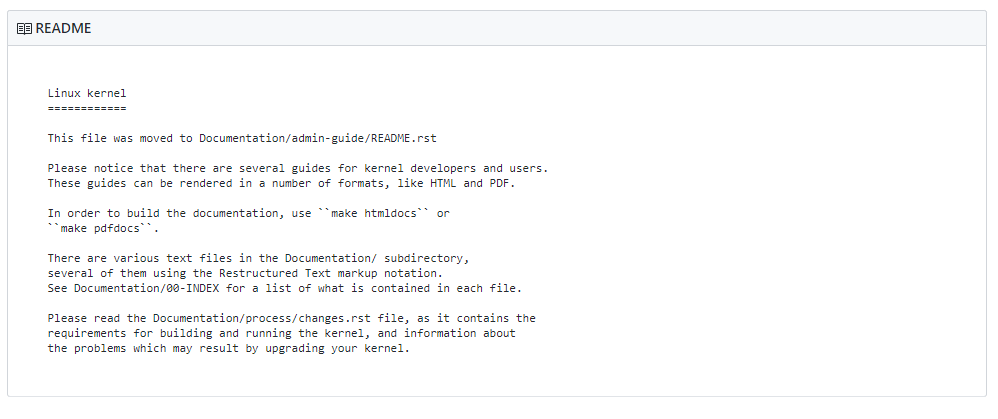 README
Linux kernel
============
This file was moved to Documentation/admin-guide/README.rst
Please notice that there are several guides for kernel developers and users.
These guides can be rendered in a number of formats, like HTML and PDF.
In order to build the documentation, use ``make htmldocs`` or
``make pdfdocs``.
There are various text files in the Documentation/ subdirectory,
several of them using the Restructured Text markup notation.
See Documentation/00-INDEX for a list of what is contained in each file.
Please read the Documentation/process/changes.rst file, as it contains the
requirements for building and running the kernel, and information about
the problems which may result by upgrading your kernel.